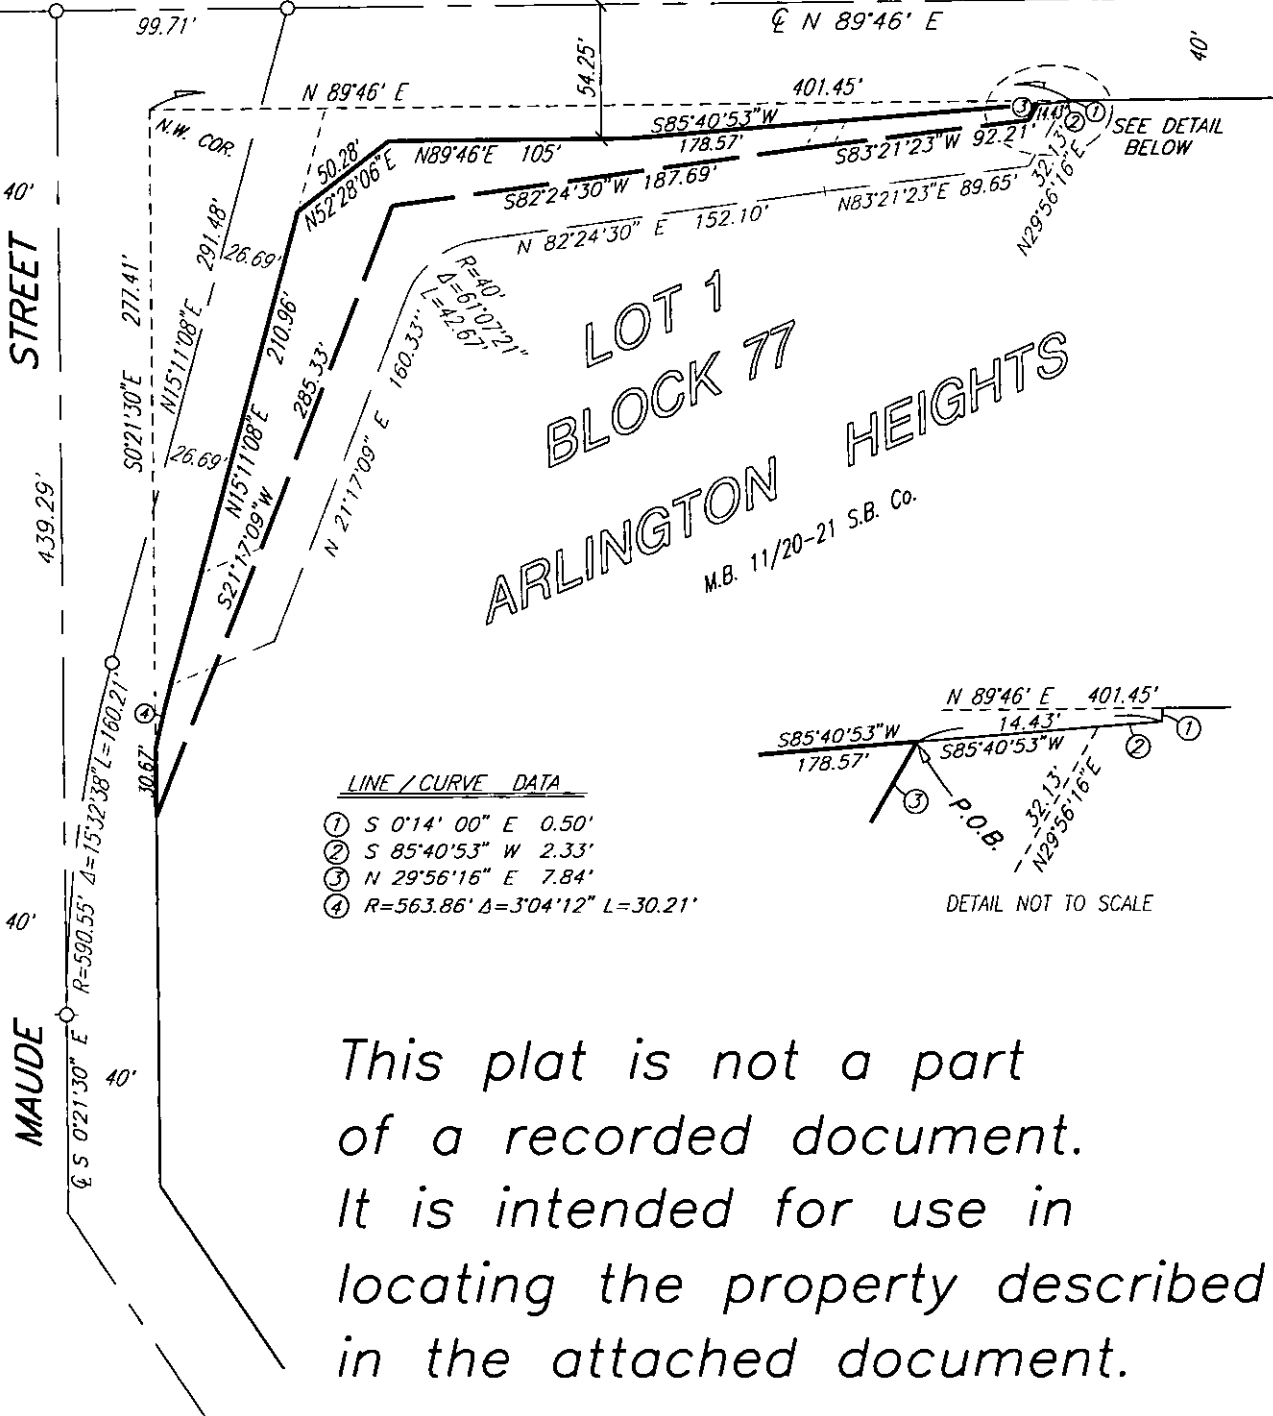 99.71'
℄ N 89°46' E
40'
54.25'
N 89°46' E
401.45'
③
14.43'
①
②
SEE DETAIL
BELOW
N.W. COR.
S85°40'53"W
178.57'
N89°46'E 105'
50.28'
N52°28'06"E
S83°21'23"W 92.21'
S82°24'30"W 187.69'
N83°21'23"E 89.65'
32.13'
N29°56'16"E
N 82°24'30" E 152.10'
40'
STREET
291.48'
N15°11'08"E
26.69'
277.41'
S0°21'30"E
210.96'
N15°11'08"E
285.33'
S21°17'09"W
26.69'
R=40'
Δ=61°07'21"
L=42.67'
160.33'
N 21°17'09" E
LOT 1
BLOCK 77
ARLINGTON HEIGHTS
M.B. 11/20-21 S.B. Co.
439.29'
④
30.67'
R=590.55' Δ=15°32'38" L=160.21'
LINE / CURVE DATA
① S 0°14' 00" E 0.50'
② S 85°40'53" W 2.33'
③ N 29°56'16" E 7.84'
④ R=563.86' Δ=3°04'12" L=30.21'
N 89°46' E 401.45'
S85°40'53"W
178.57'
14.43'
S85°40'53"W
①
②
③
P.O.B.
32.13'
N29°56'16"E
DETAIL NOT TO SCALE
40'
MAUDE
℄ S 0°21'30" E
40'
This plat is not a part
of a recorded document.
It is intended for use in
locating the property described
in the attached document.